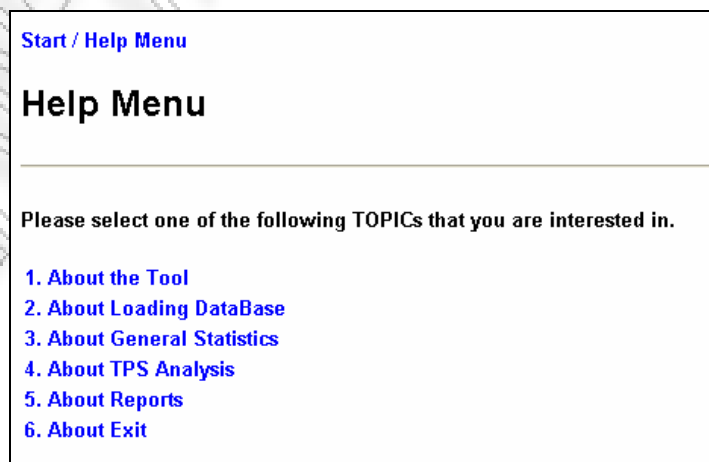 Start / Help Menu
Help Menu
Please select one of the following TOPICs that you are interested in.
1. About the Tool
2. About Loading DataBase
3. About General Statistics
4. About TPS Analysis
5. About Reports
6. About Exit